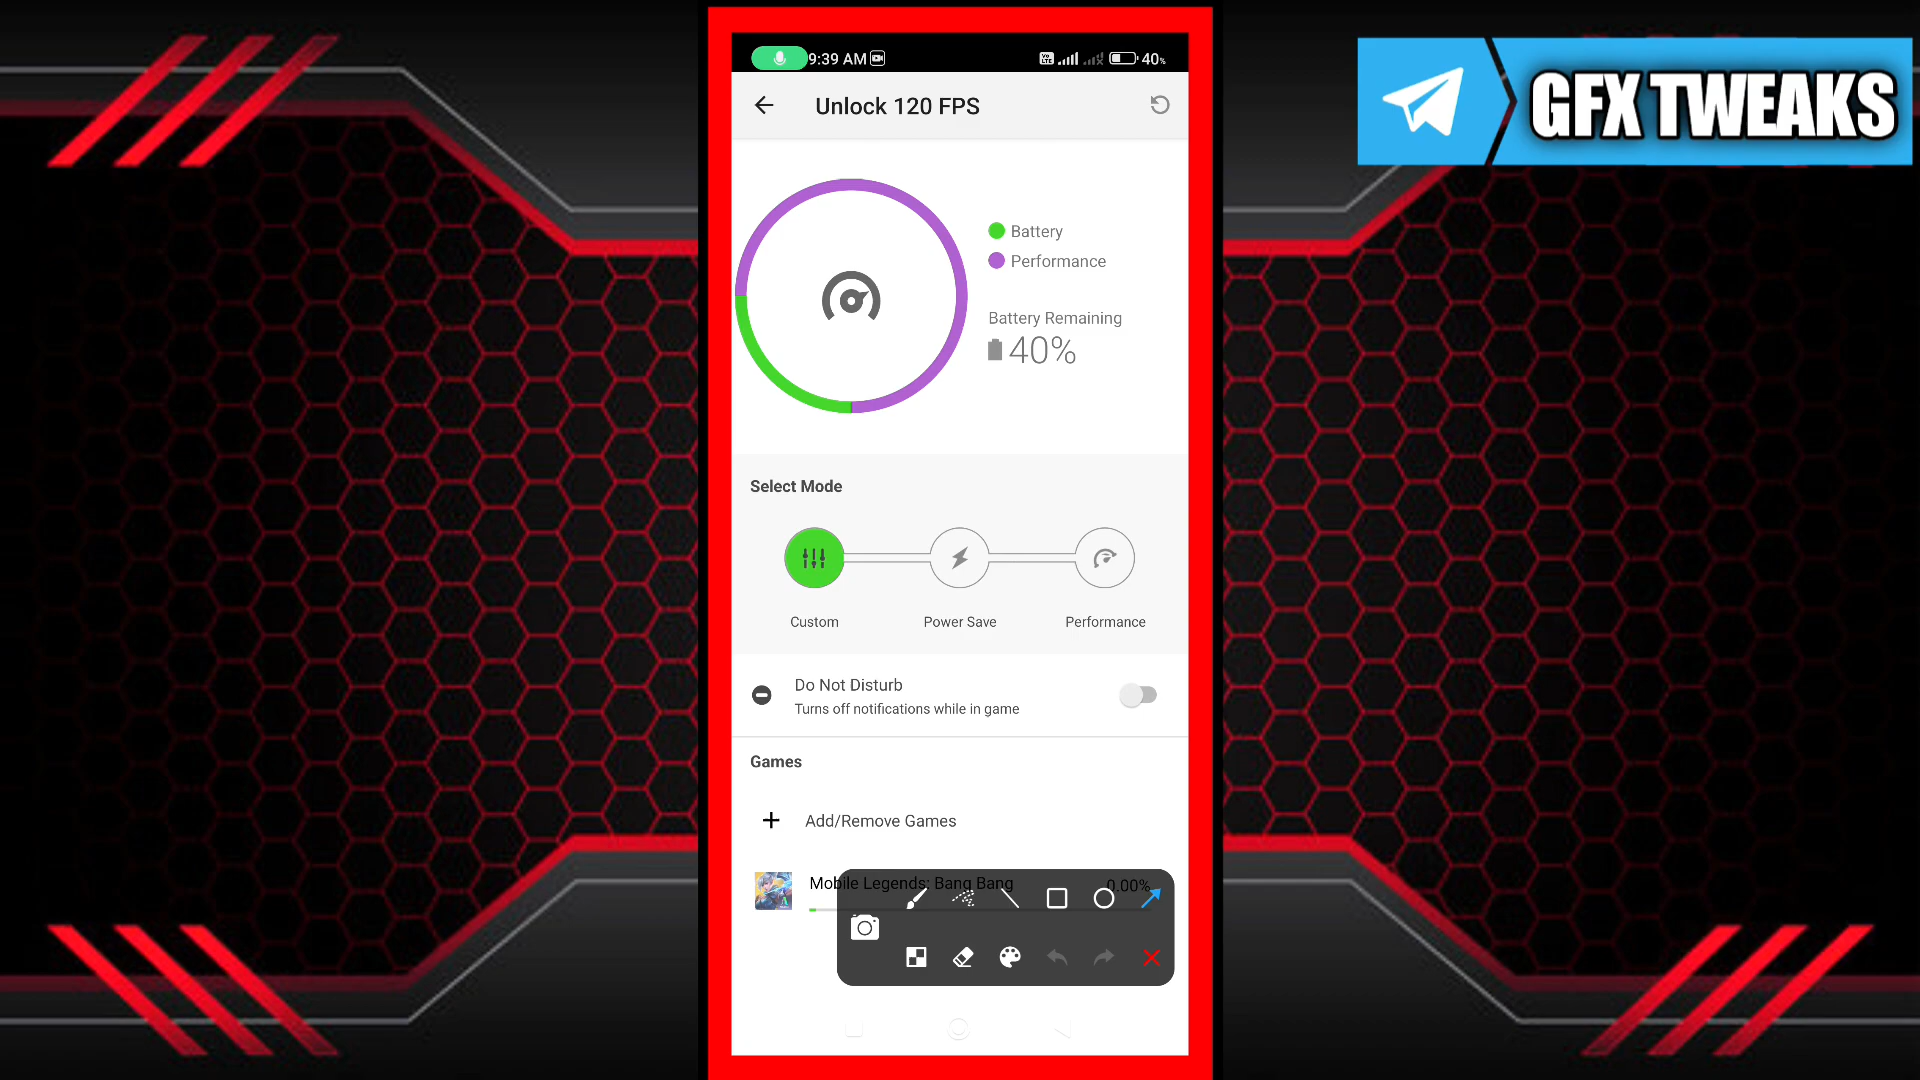 9:39 AM
40%
GFX TWEAKS
Unlock 120 FPS
Battery
Performance
Battery Remaining
40%
Select Mode
Custom
Power Save
Performance
Do Not Disturb
Turns off notifications while in game
Games
Add/Remove Games
Mobile Legends: Bang Bang
0.00%